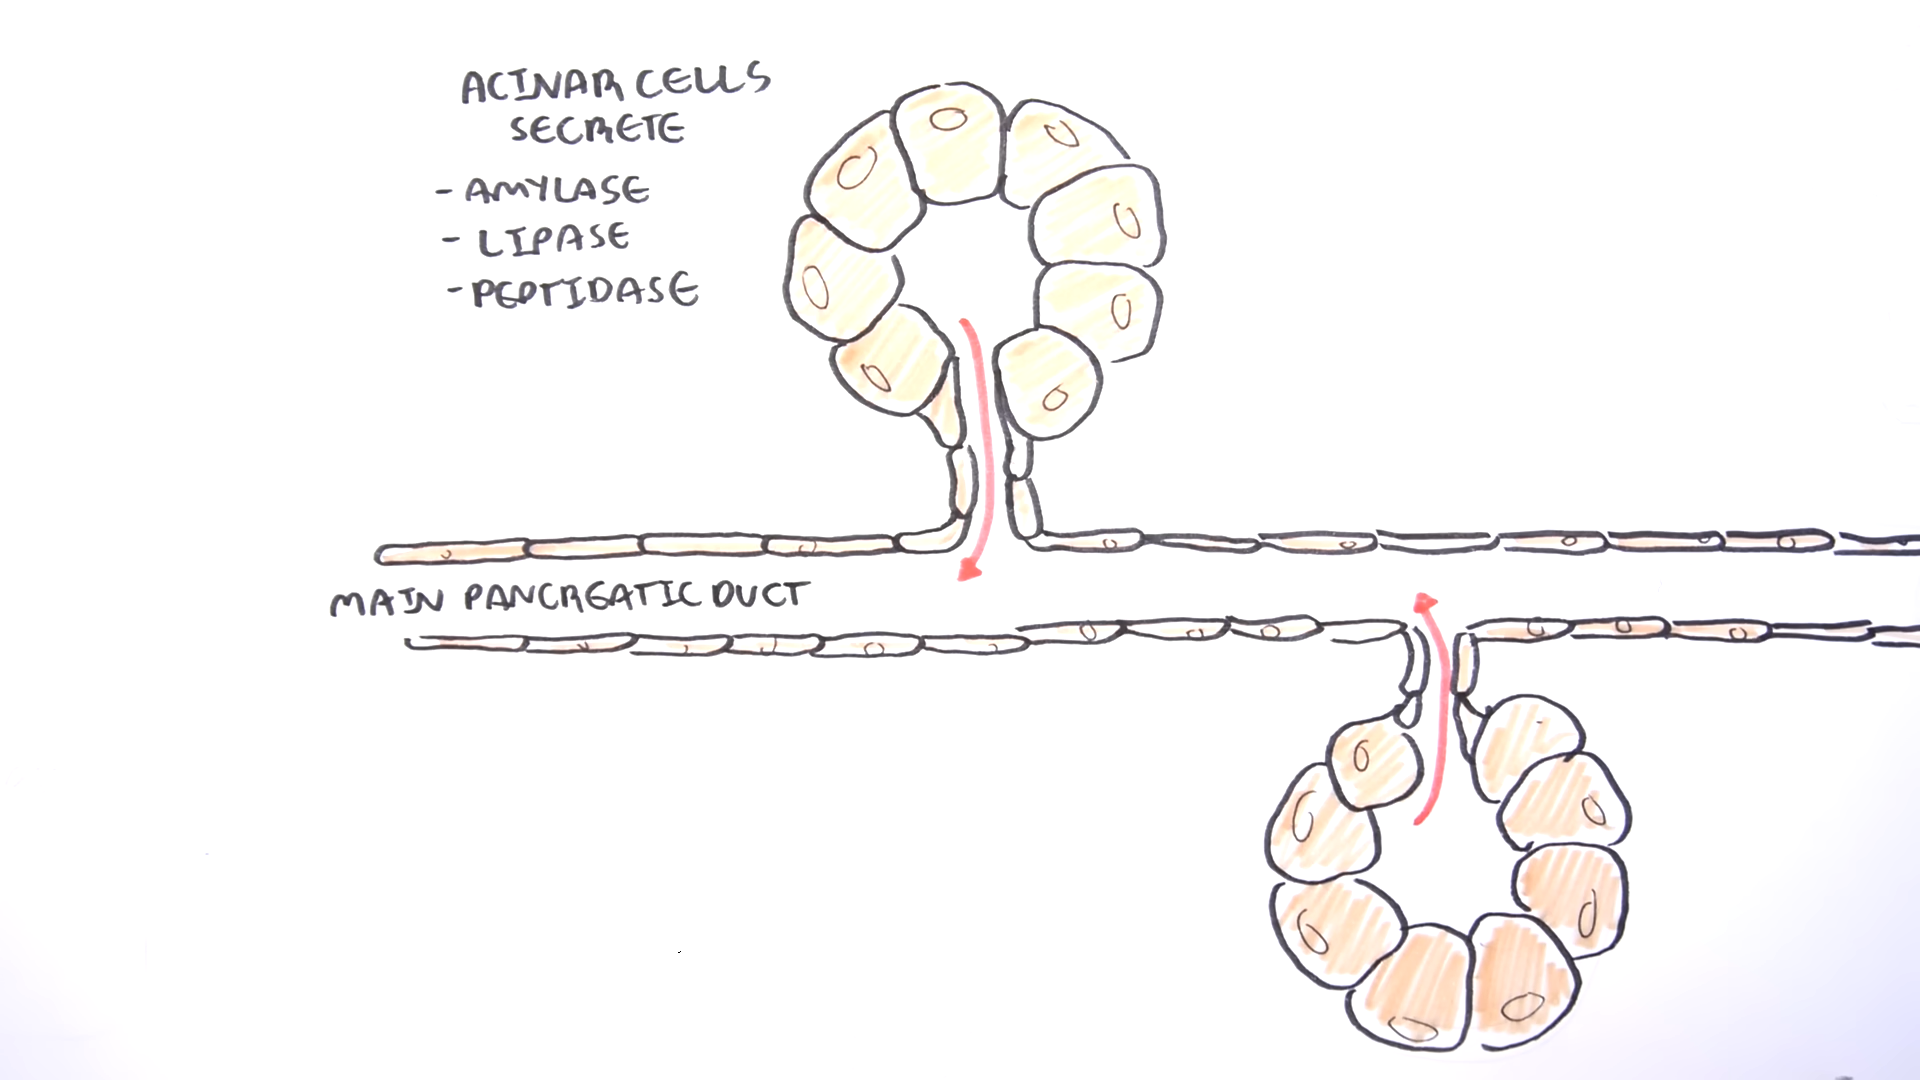 ACINAR CELLS
SECRETE
- AMYLASE
- LIPASE
- PEPTIDASE
MAIN PANCREATIC DUCT